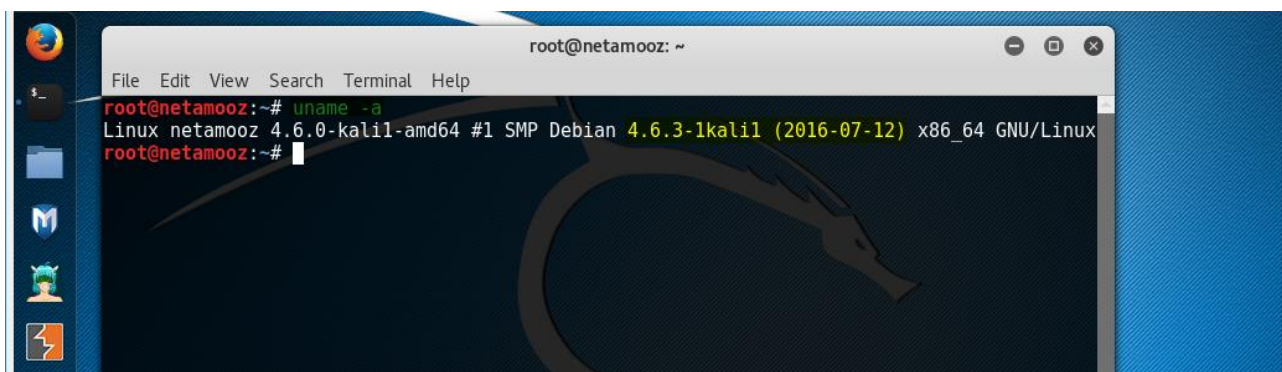 root@netamooz: ~
File Edit View Search Terminal Help
root@netamooz:~# uname -a
Linux netamooz 4.6.0-kali1-amd64 #1 SMP Debian 4.6.3-1kali1 (2016-07-12) x86_64 GNU/Linux
root@netamooz:~#